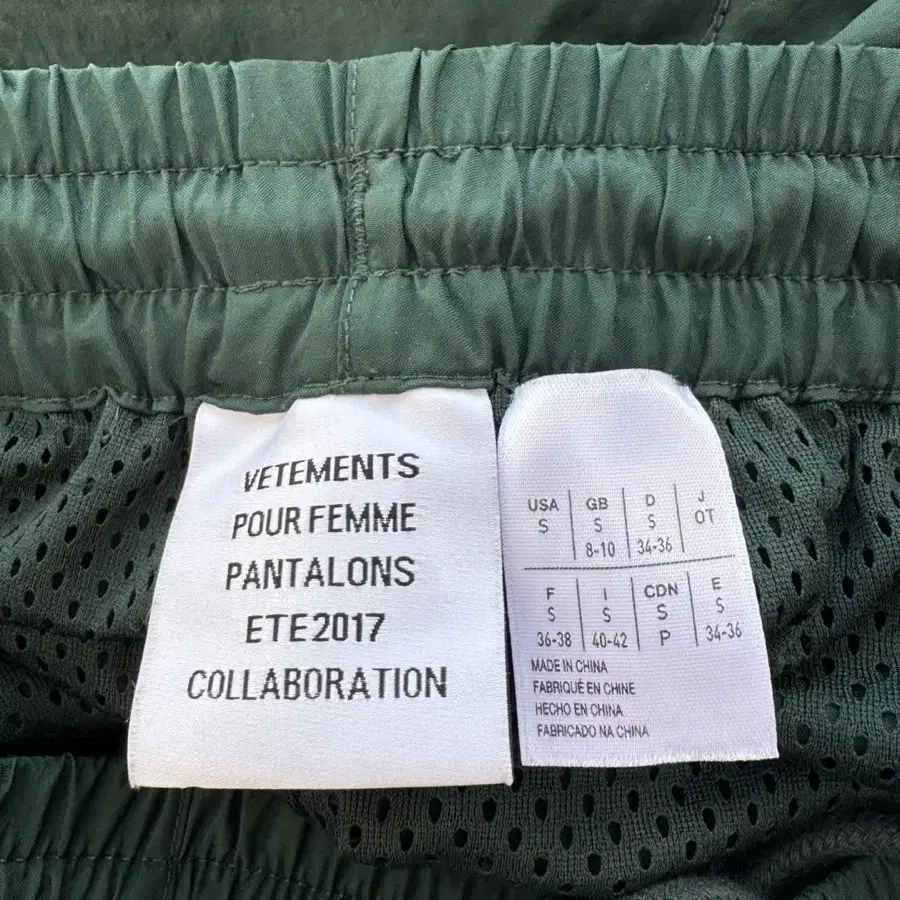 VETEMENTS
POUR FEMME
PANTALONS
ETE2017
COLLABORATION
USA GB D J
S S S OT
8-10 34-36
F I CDN E
S S S S
36-38 40-42 P 34-36
MADE IN CHINA
FABRIQUÉ EN CHINE
HECHO EN CHINA
FABRICADO NA CHINA